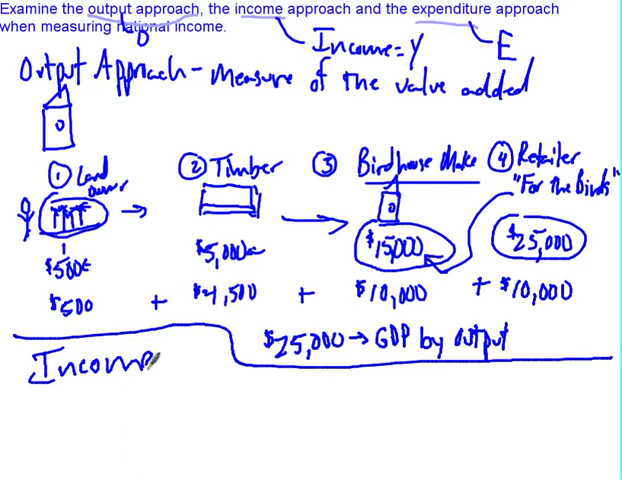 Examine the output approach, the income approach and the expenditure approach
when measuring national income.
O
Income = Y
E
Output Approach - Measure of the value added
① Land owner
② Timber
③ Birdhouse Make
④ Retailer
"For the Birds"
$500
$5,000
$15,000
$25,000
$500 + $4,500 + $10,000 + $10,000
$25,000 → GDP by output
Income